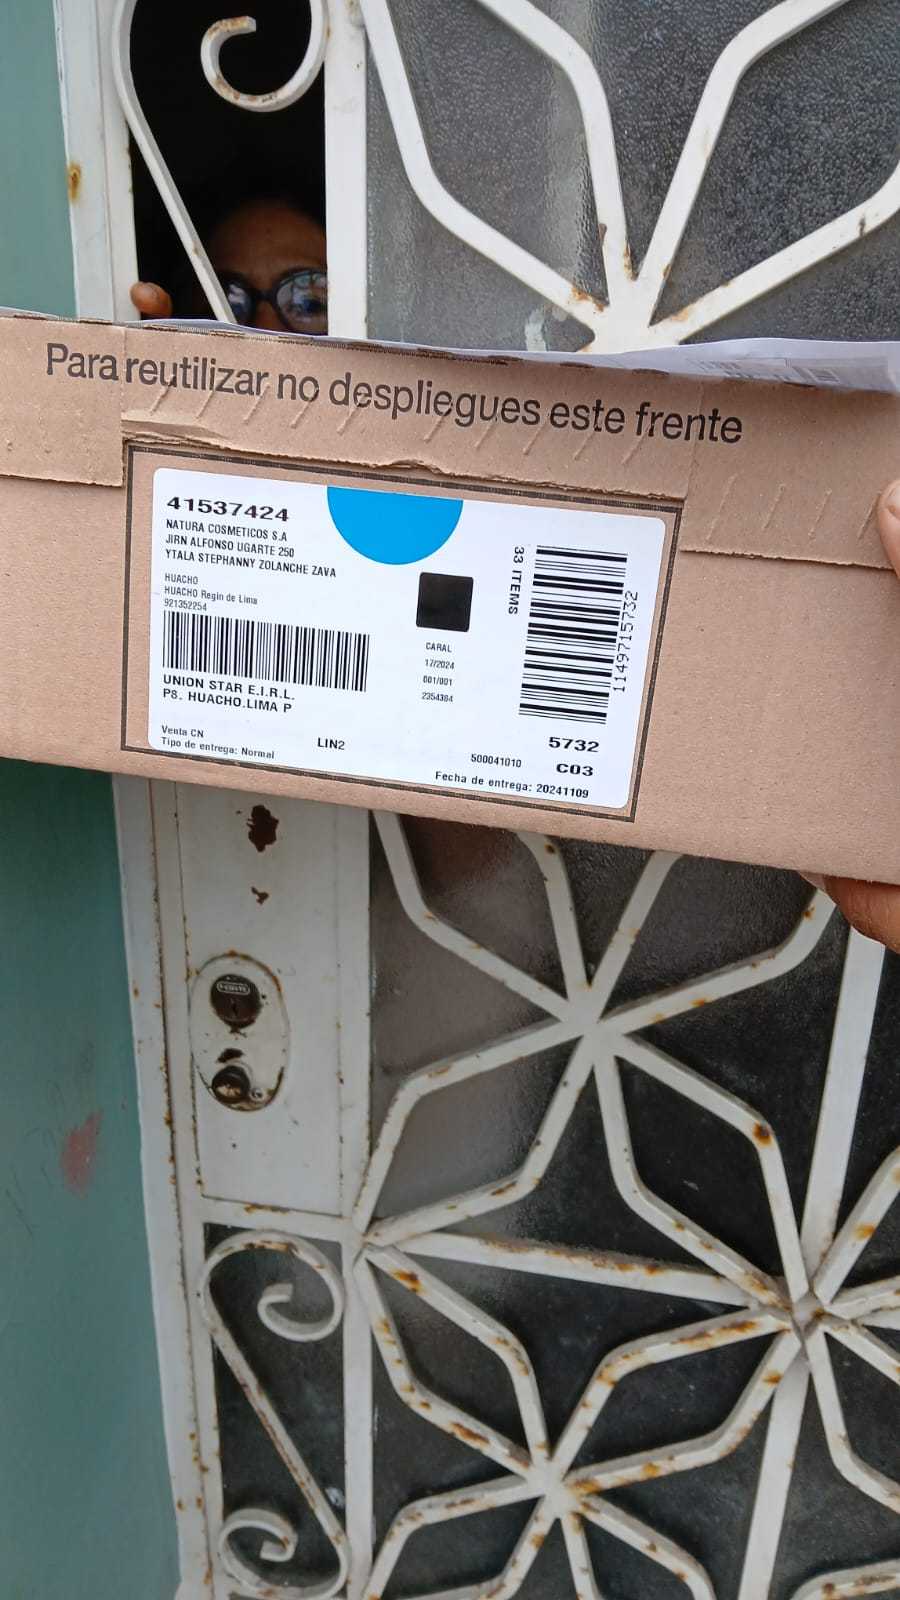 Para reutilizar no despliegues este frente
41537424
NATURA COSMETICOS S.A
JIRN ALFONSO UGARTE 250
YTALA STEPHANNY ZOLANCHE ZAVA
HUACHO
HUACHO Regin de Lima
921352254
UNION STAR E.I.R.L.
P8. HUACHO.LIMA P
Venta CN
Tipo de entrega: Normal
LIN2
CARAL
17/2024
001/001
2354364
33 ITEMS
1149715732
5732
500041010
C03
Fecha de entrega: 20241109